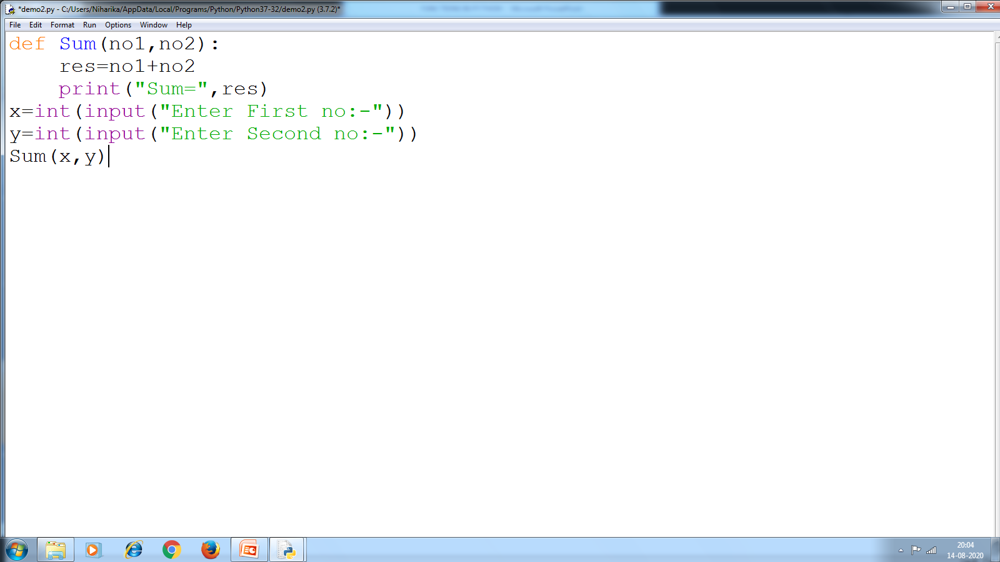 *demo2.py - C:/Users/Niharika/AppData/Local/Programs/Python/Python37-32/demo2.py (3.7.2)*
File Edit Format Run Options Window Help
def Sum(no1,no2):
    res=no1+no2
    print("Sum=",res)
x=int(input("Enter First no:-"))
y=int(input("Enter Second no:-"))
Sum(x,y)
20:04
14-08-2020